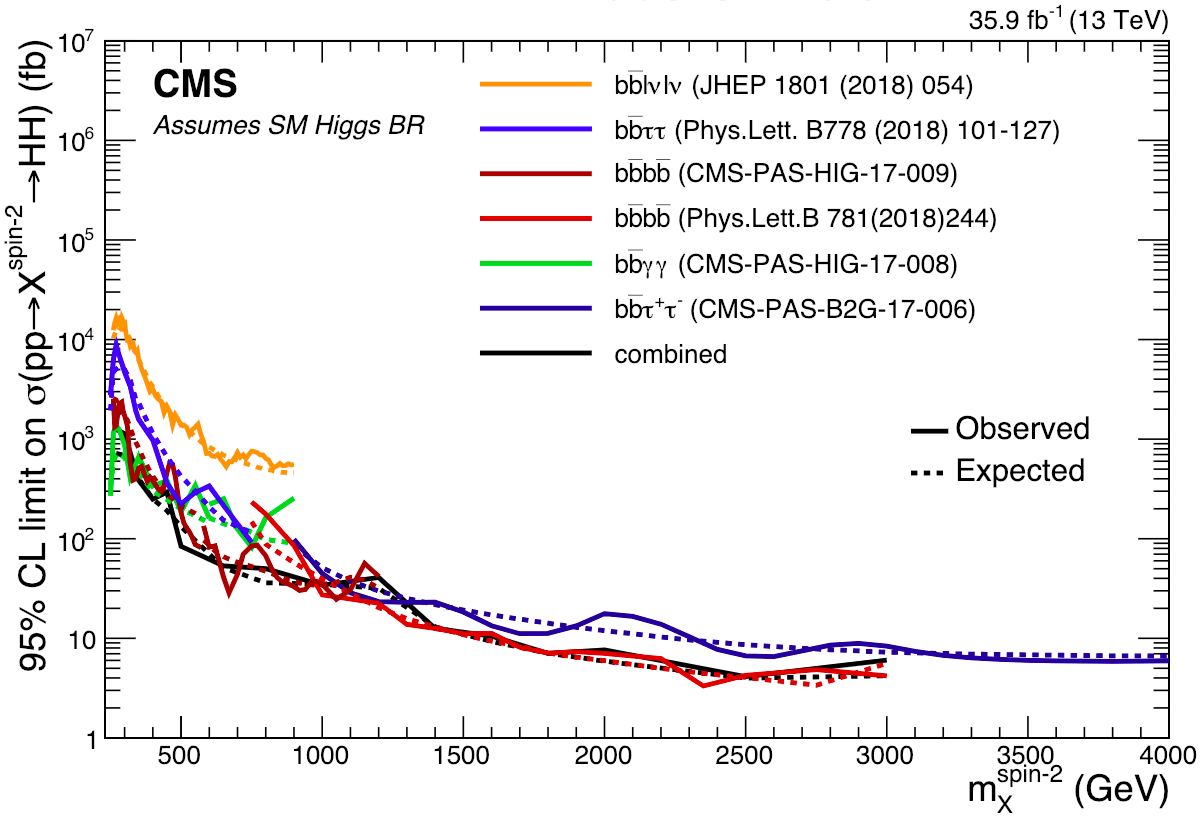 35.9 fb⁻¹ (13 TeV)
95% CL limit on σ(pp→X^spin-2→HH) (fb)
10⁷
10⁶
10⁵
10⁴
10³
10²
10
1
CMS
Assumes SM Higgs BR
bb̅lνlν (JHEP 1801 (2018) 054)
bb̅ττ (Phys.Lett. B778 (2018) 101-127)
bb̅bb̅ (CMS-PAS-HIG-17-009)
bb̅bb̅ (Phys.Lett.B 781(2018)244)
bb̅γγ (CMS-PAS-HIG-17-008)
bb̅τ⁺τ⁻ (CMS-PAS-B2G-17-006)
combined
Observed
Expected
500 1000 1500 2000 2500 3000 3500 4000
m_X^spin-2 (GeV)